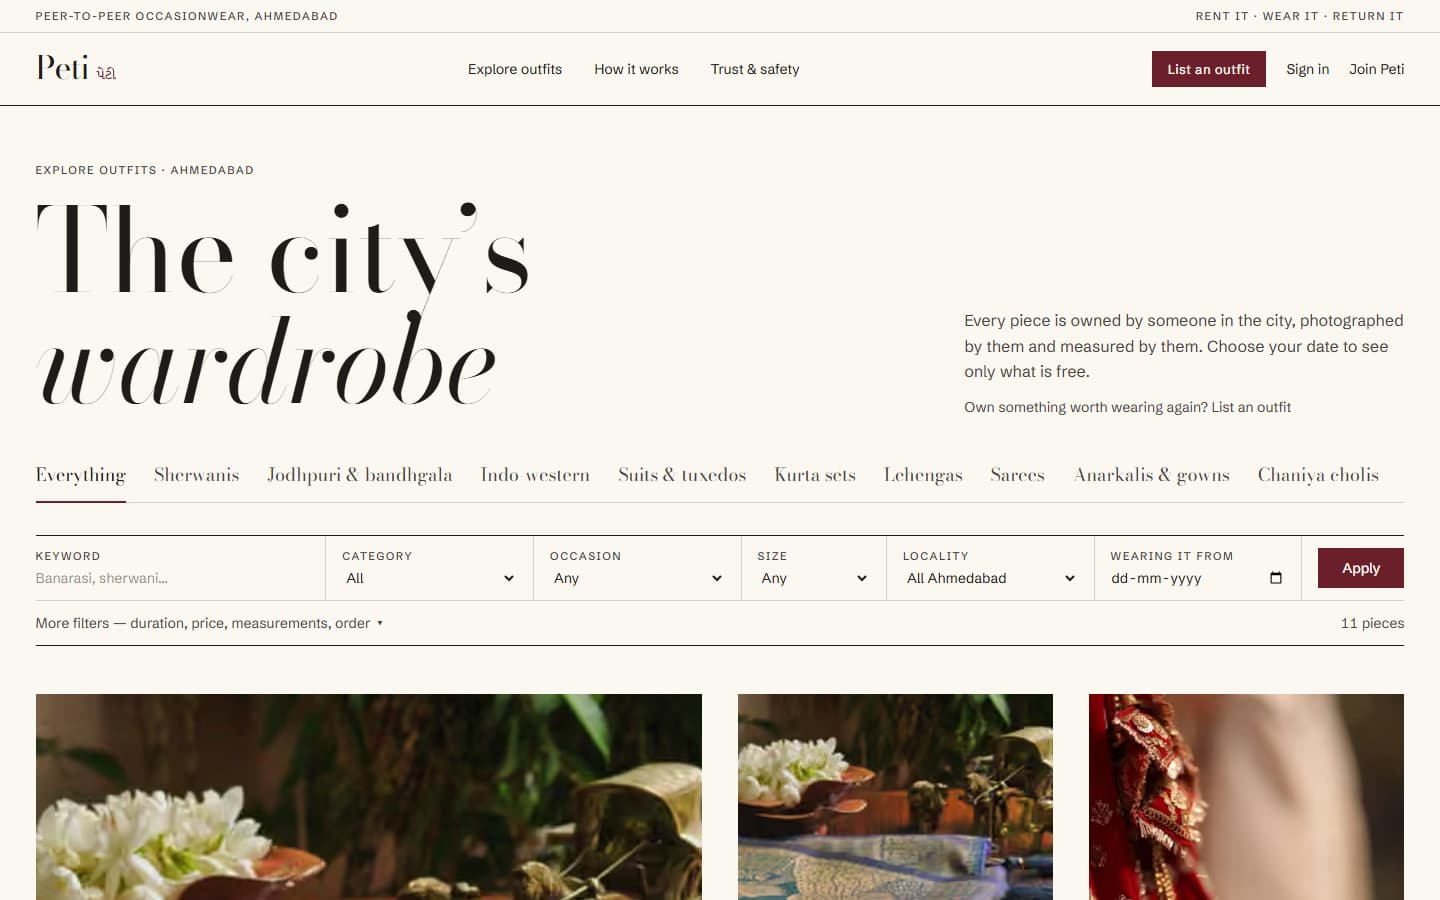 PEER-TO-PEER OCCASIONWEAR, AHMEDABAD
RENT IT · WEAR IT · RETURN IT
Peti પેટી
Explore outfits
How it works
Trust & safety
List an outfit
Sign in
Join Peti
EXPLORE OUTFITS · AHMEDABAD
The city’s
wardrobe
Every piece is owned by someone in the city, photographed
by them and measured by them. Choose your date to see
only what is free.
Own something worth wearing again? List an outfit
Everything
Sherwanis
Jodhpuri & bandhgala
Indo-western
Suits & tuxedos
Kurta sets
Lehengas
Sarees
Anarkalis & gowns
Chaniya cholis
KEYWORD
Banarasi, sherwani…
CATEGORY
All
OCCASION
Any
SIZE
Any
LOCALITY
All Ahmedabad
WEARING IT FROM
dd-mm-yyyy
Apply
More filters — duration, price, measurements, order ▾
11 pieces